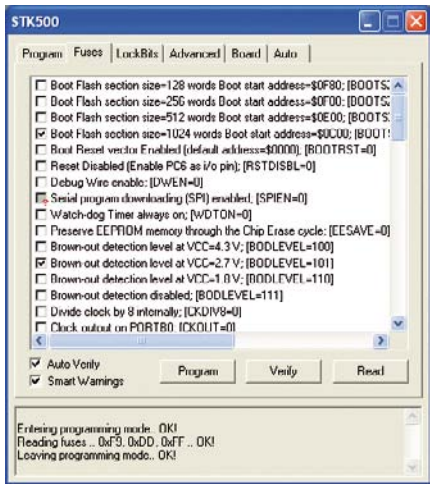 STK500
Program Fuses LockBits Advanced Board Auto
Boot Flash section size=128 words Boot start address=$0F80; [BOOTS
Boot Flash section size=256 words Boot start address=$0F00; [BOOTS
Boot Flash section size=512 words Boot start address=$0E00; [BOOTS
Boot Flash section size=1024 words Boot start address=$0C00; [BOOTS
Boot Reset vector Enabled (default address=$0000); [BOOTRST=0]
Reset Disabled (Enable PC6 as i/o pin); [RSTDISBL=0]
Debug Wire enable; [DWEN=0]
Serial program downloading (SPI) enabled; [SPIEN=0]
Watch-dog Timer always on; [WDTON=0]
Preserve EEPROM memory through the Chip Erase cycle; [EESAVE=0]
Brown-out detection level at VCC=4.3 V; [BODLEVEL=100]
Brown-out detection level at VCC=2.7 V; [BODLEVEL=101]
Brown-out detection level at VCC=1.8 V; [BODLEVEL=110]
Brown-out detection disabled; [BODLEVEL=111]
Divide clock by 8 internally; [CKDIV8=0]
Clock output on PORTB0; [CKOUT=0]
Auto Verify
Smart Warnings
Program Verify Read
Entering programming mode.. OK!
Reading fuses .. 0xF9, 0xDD, 0xFF .. OK!
Leaving programming mode.. OK!